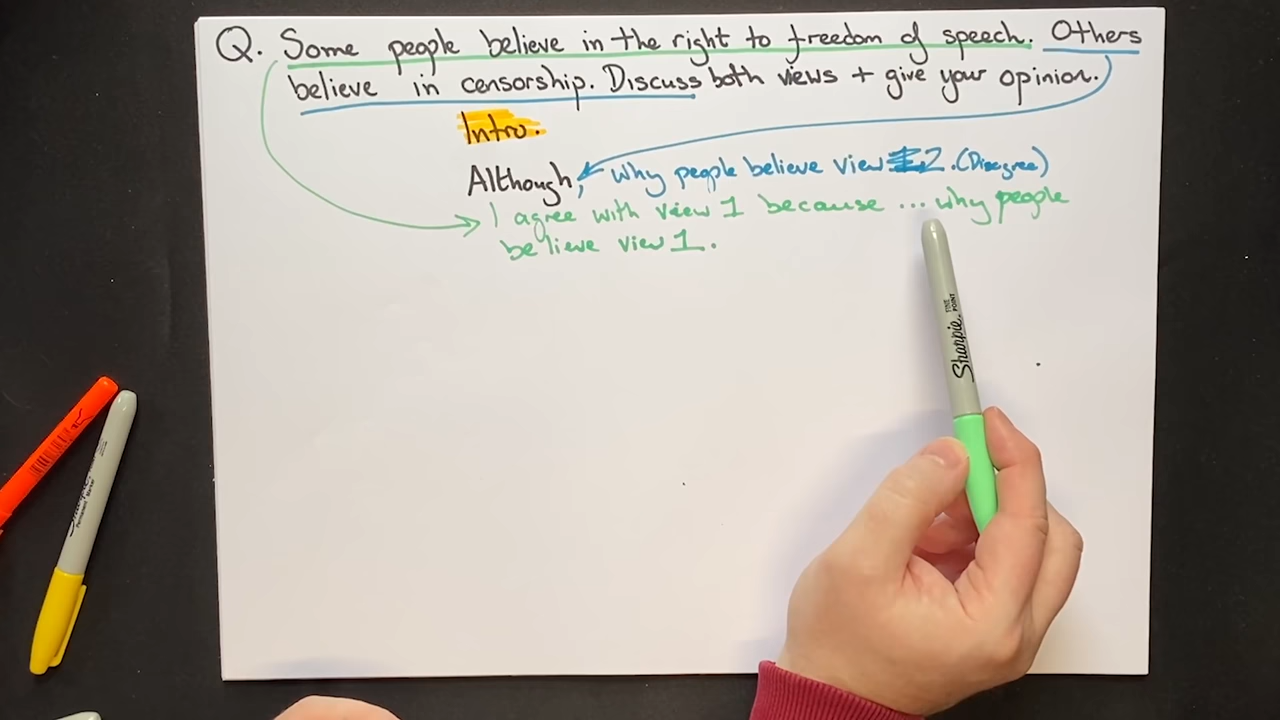 Q. Some people believe in the right to freedom of speech. Others
believe in censorship. Discuss both views + give your opinion.
Intro.
Although, why people believe view 2. (Disagree)
I agree with view 1 because ... why people
believe view 1.
Sharpie.
FINE POINT